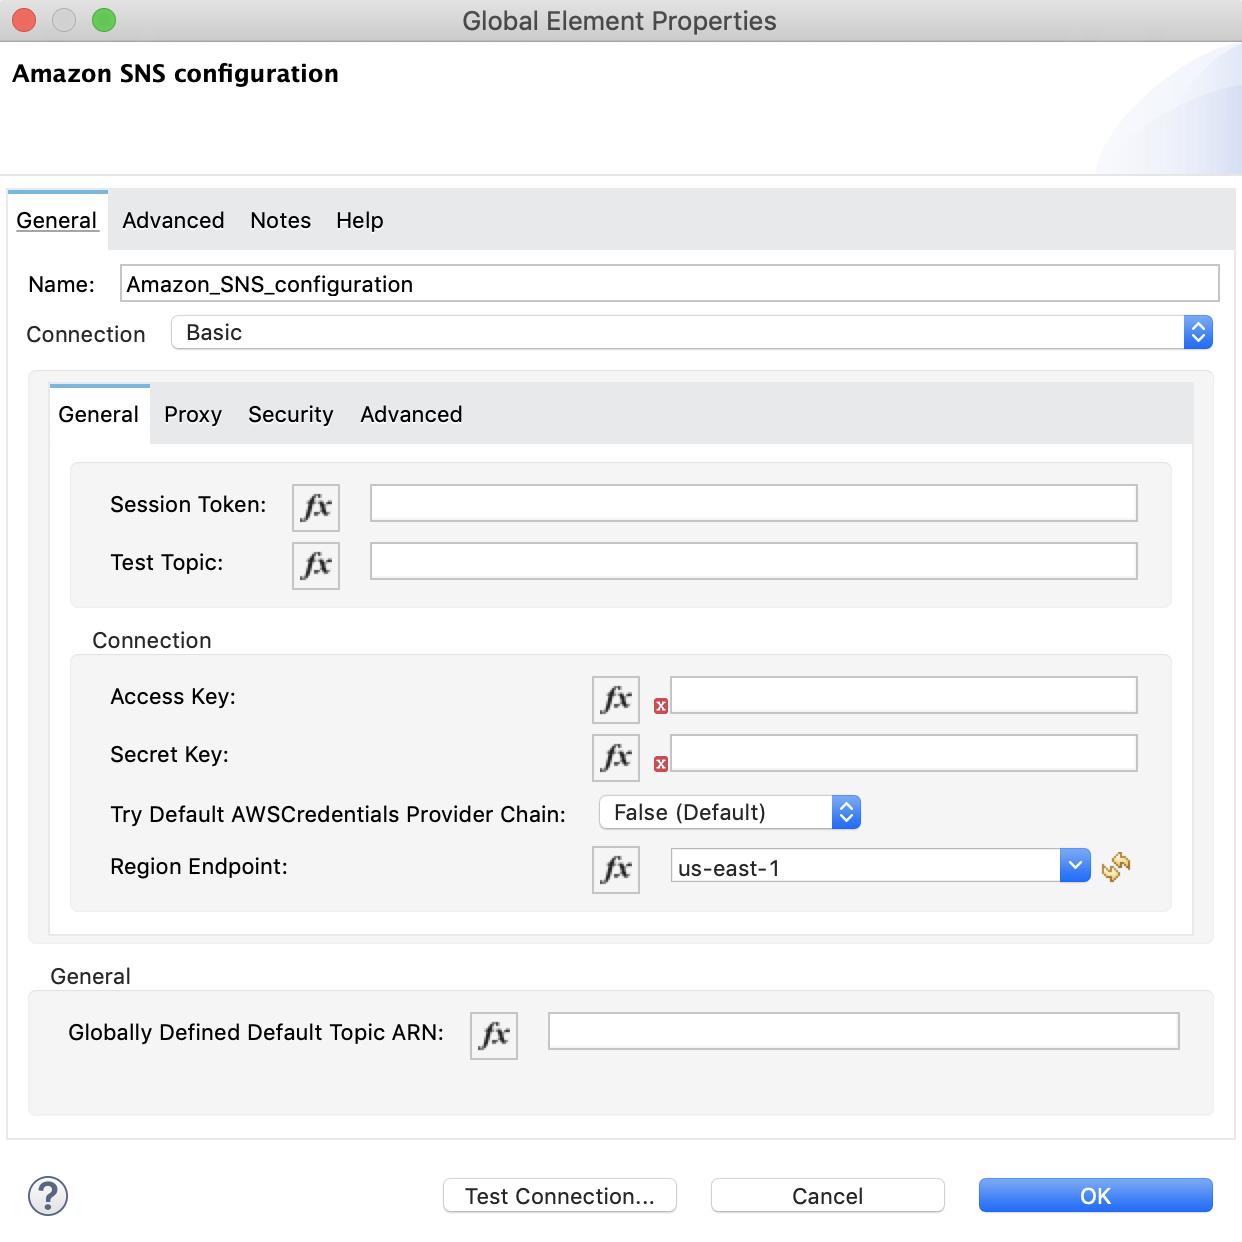 Global Element Properties
Amazon SNS configuration
General Advanced Notes Help
Name: Amazon_SNS_configuration
Connection Basic
General Proxy Security Advanced
Session Token: fx
Test Topic: fx
Connection
Access Key: fx x
Secret Key: fx x
Try Default AWSCredentials Provider Chain: False (Default)
Region Endpoint: fx us-east-1
General
Globally Defined Default Topic ARN: fx
? Test Connection... Cancel OK